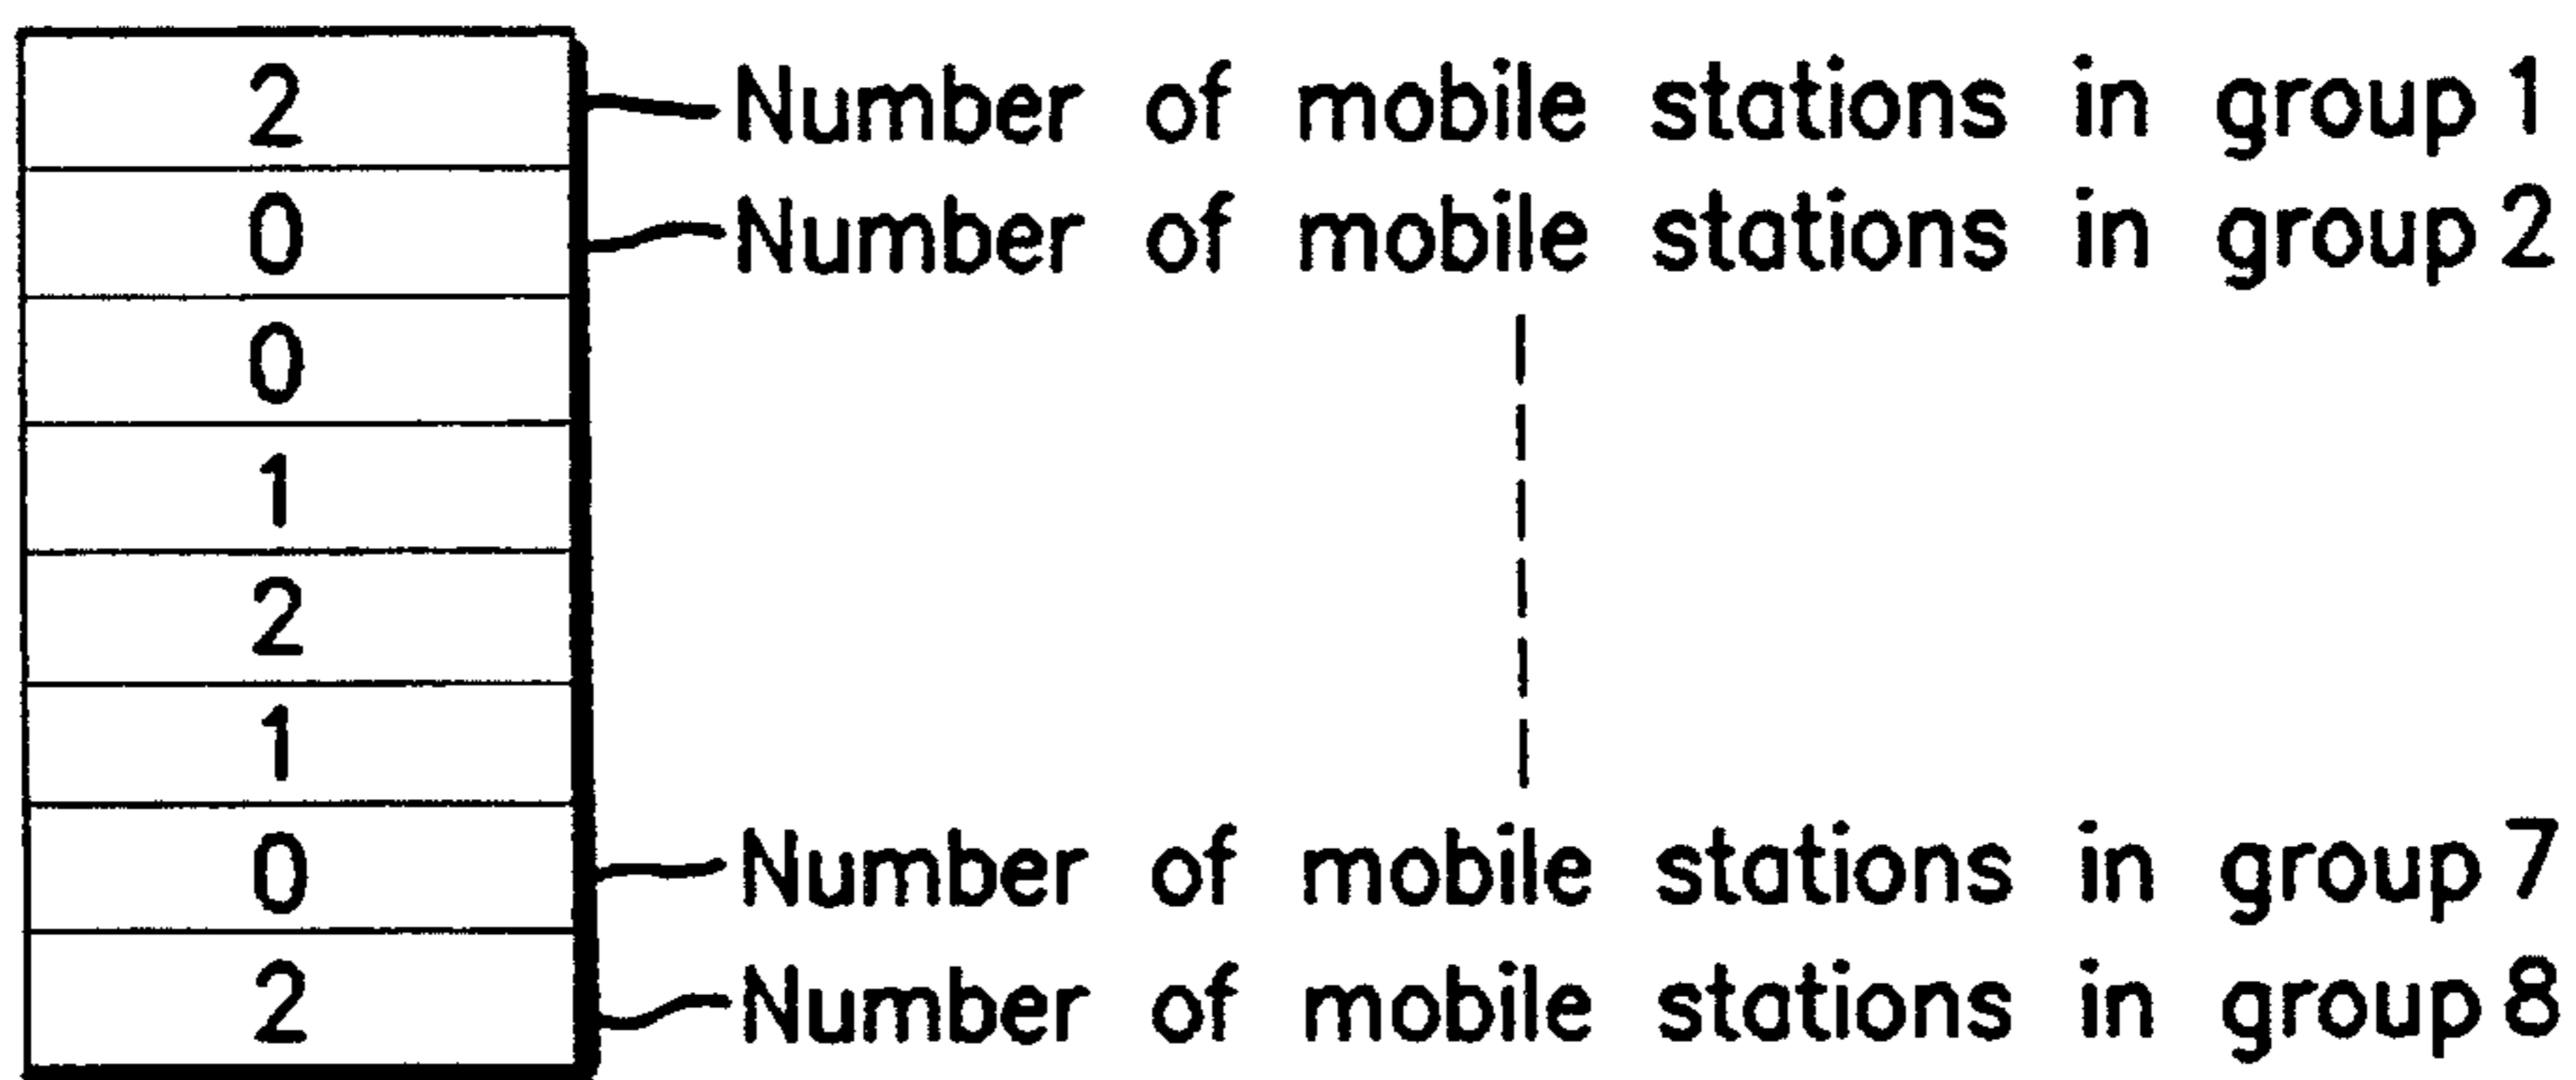 2 Number of mobile stations in group 1
0 Number of mobile stations in group 2
0
1
2
1
0 Number of mobile stations in group 7
2 Number of mobile stations in group 8